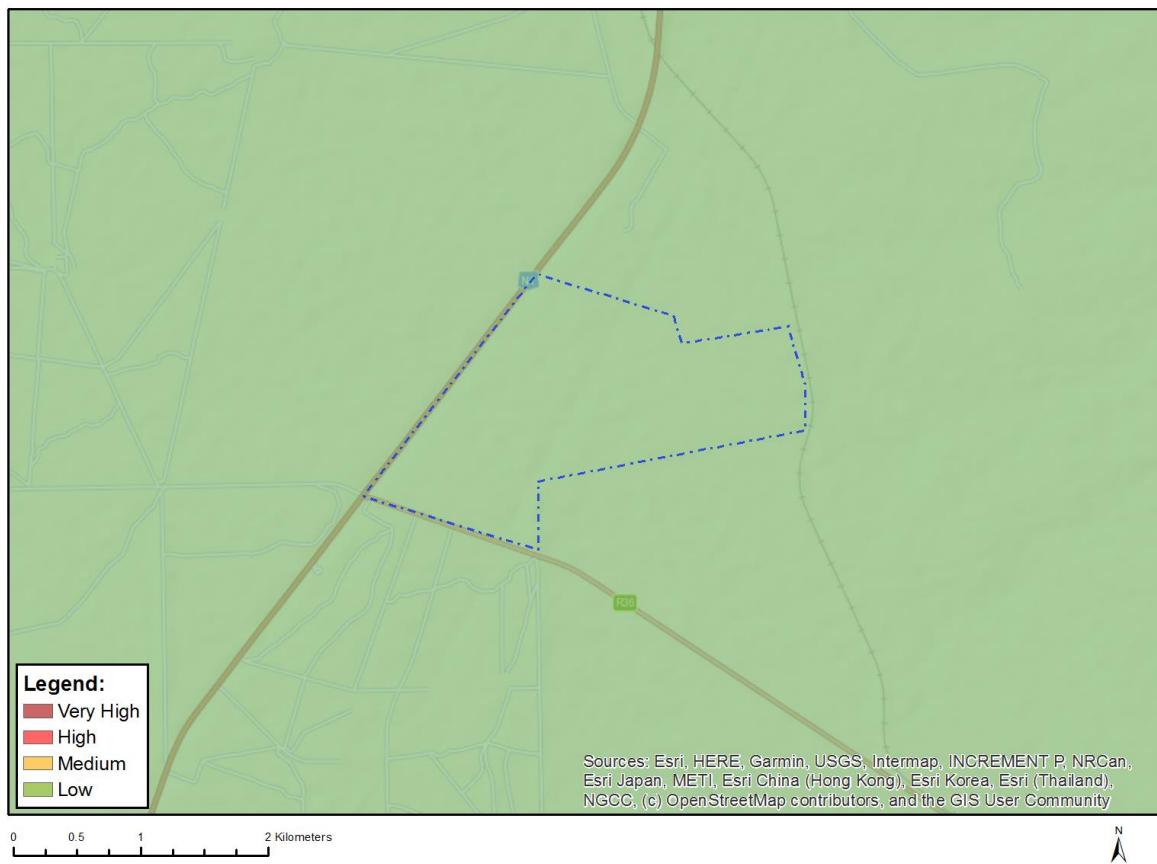 R36
Legend:
Very High
High
Medium
Low
Sources: Esri, HERE, Garmin, USGS, Intermap, INCREMENT P, NRCan,
Esri Japan, METI, Esri China (Hong Kong), Esri Korea, Esri (Thailand),
NGCC, (c) OpenStreetMap contributors, and the GIS User Community
0 0.5 1 2 Kilometers
N